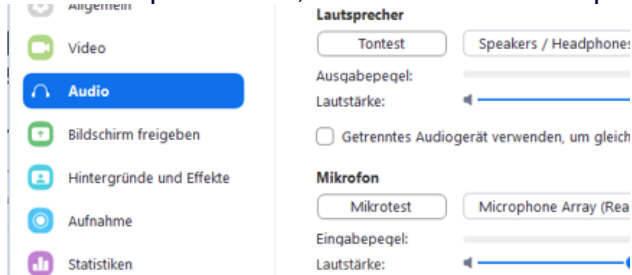 Allgemein
Video
Audio
Bildschirm freigeben
Hintergründe und Effekte
Aufnahme
Statistiken
Lautsprecher
Tontest
Speakers / Headphones
Ausgabepegel:
Lautstärke:
Getrenntes Audiogerät verwenden, um gleich
Mikrofon
Mikrotest
Microphone Array (Rea
Eingabepegel:
Lautstärke: